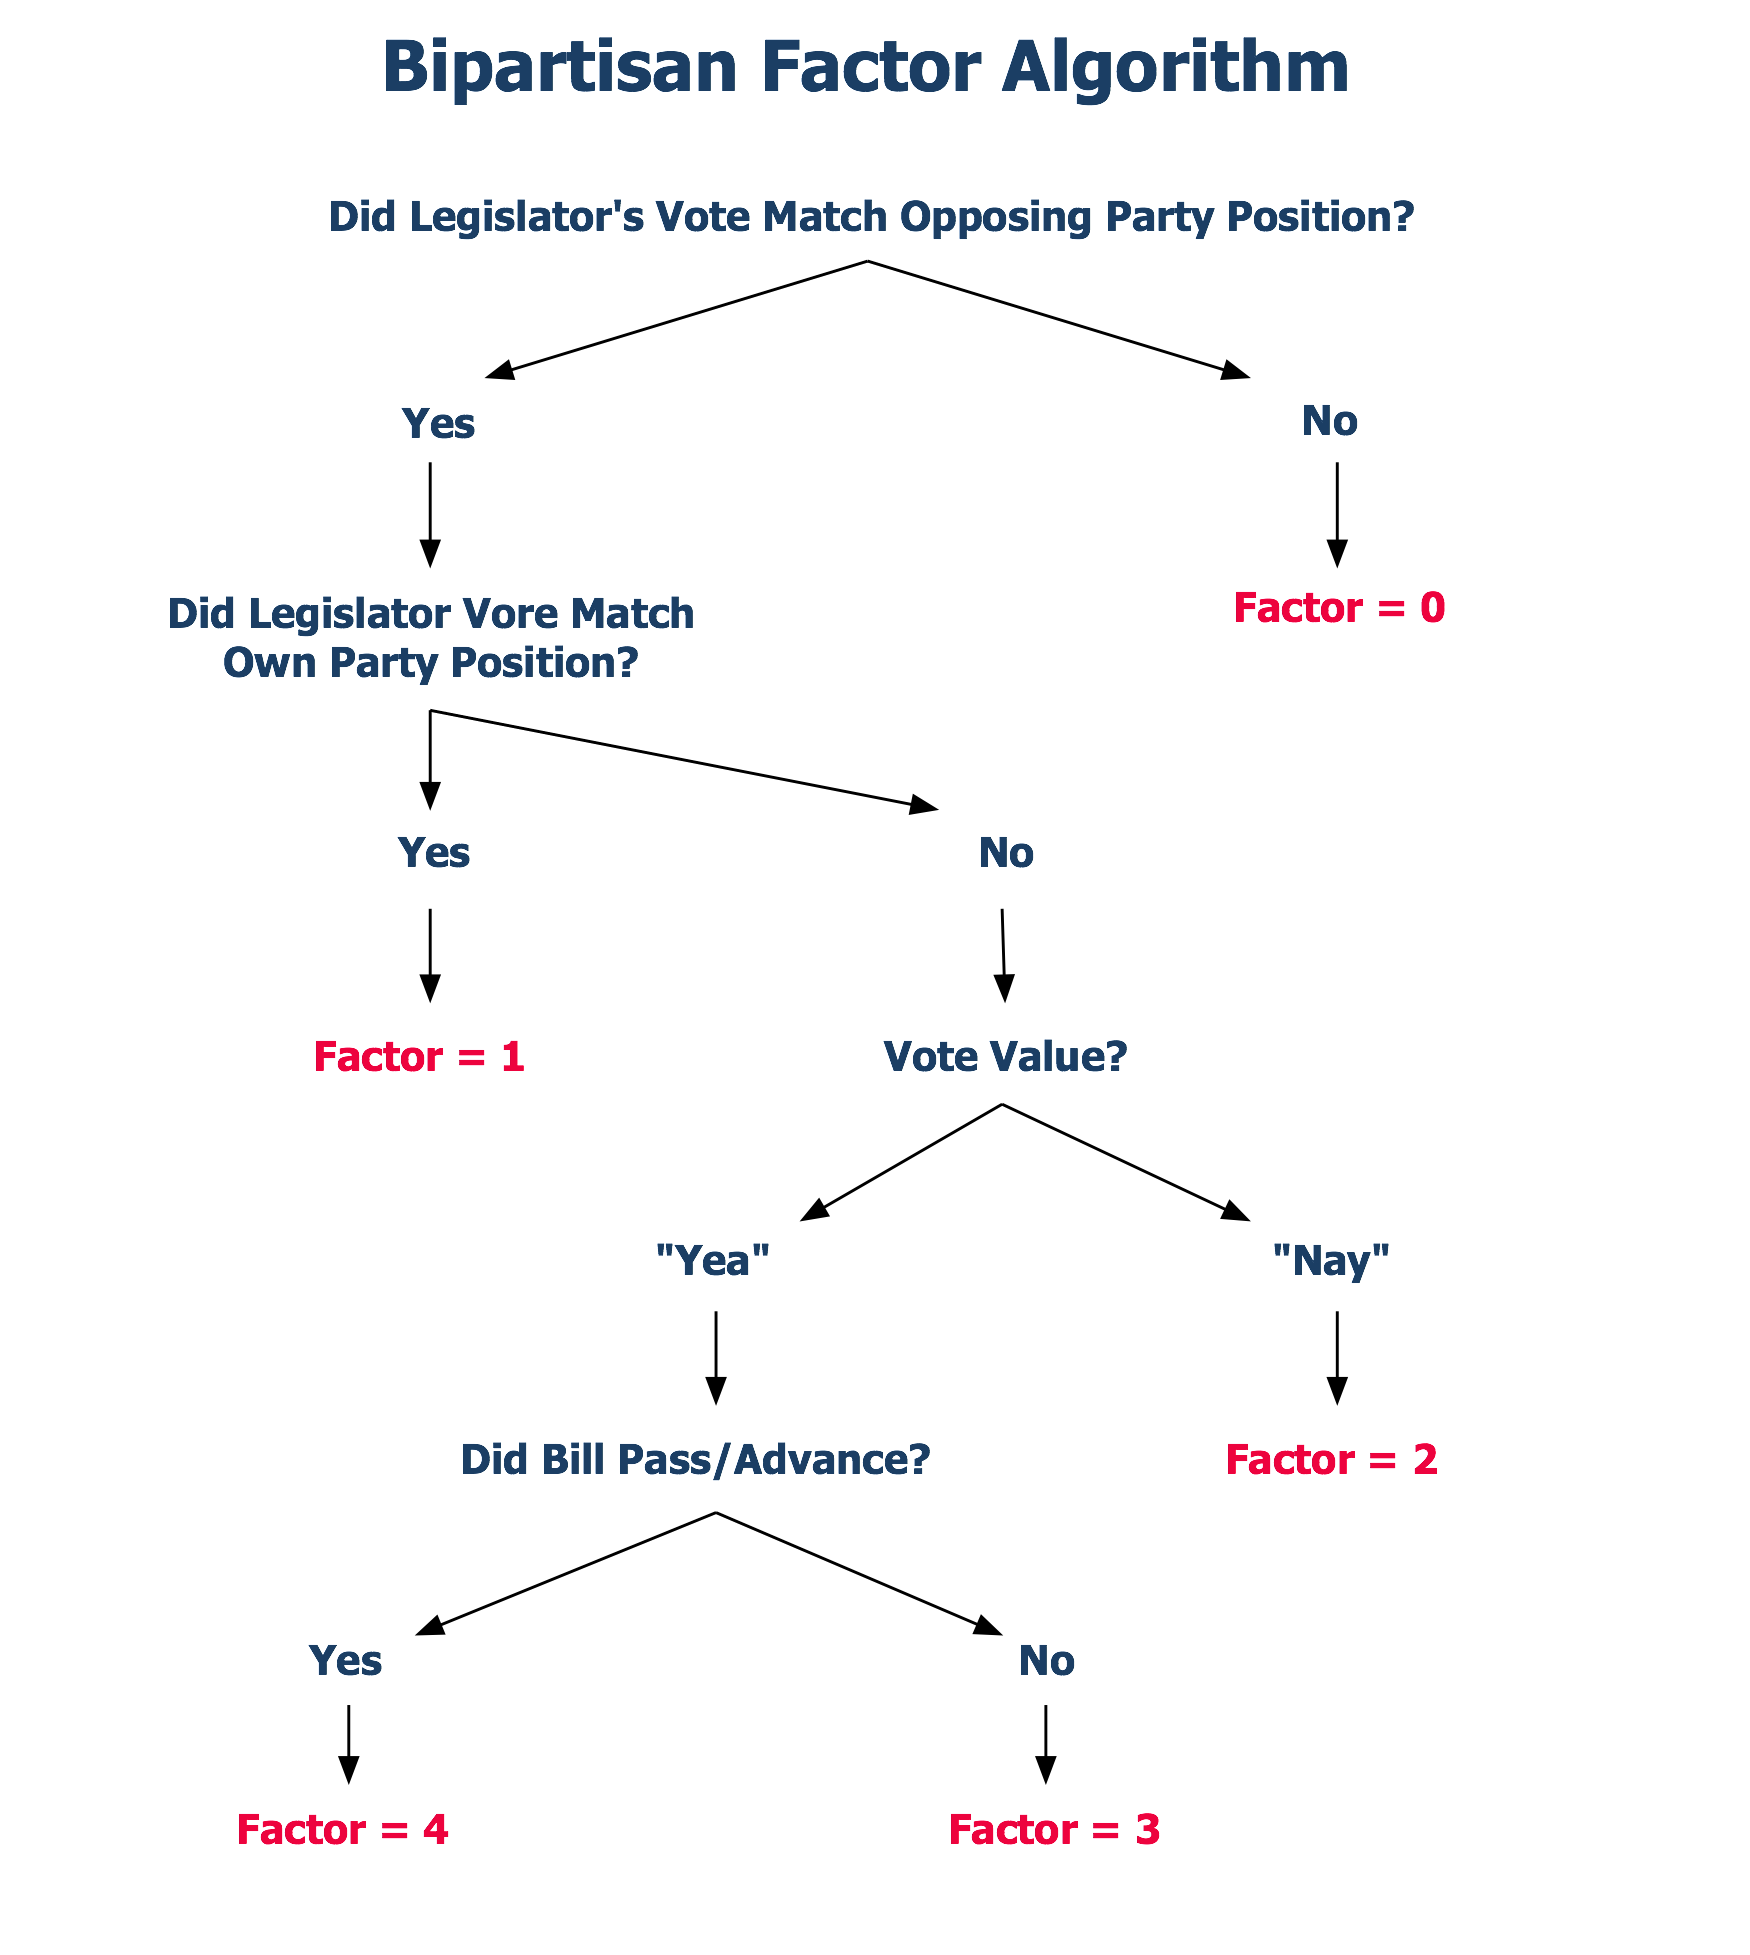 Bipartisan Factor Algorithm
Did Legislator's Vote Match Opposing Party Position?
Yes
No
Did Legislator Vore Match
Own Party Position?
Factor = 0
Yes
No
Factor = 1
Vote Value?
"Yea"
"Nay"
Did Bill Pass/Advance?
Factor = 2
Yes
No
Factor = 4
Factor = 3